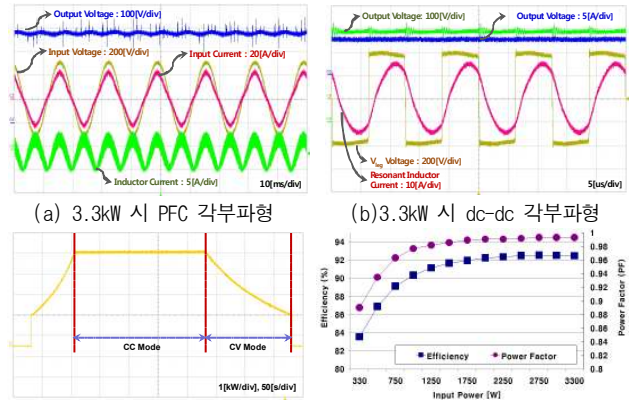 Output Voltage : 100[V/div]
Input Voltage : 200[V/div]
Input Current : 20[A/div]
Inductor Current : 5[A/div]
10[ms/div]
(a) 3.3kW 시 PFC 각부파형
Output Voltage : 100[V/div]
Output Voltage : 5[A/div]
Vleg Voltage : 200[V/div]
Resonant Inductor
Current : 10[A/div]
5[us/div]
(b)3.3kW 시 dc-dc 각부파형
CC Mode
CV Mode
1[kW/div], 50[s/div]
Efficiency (%)
94
92
90
88
86
84
82
80
Power Factor (PF)
1
0.98
0.96
0.94
0.92
0.9
0.88
0.86
0.84
0.82
0.8
Efficiency
Power Factor
330 750 1250 1750 2250 2750 3300
Input Power [W]